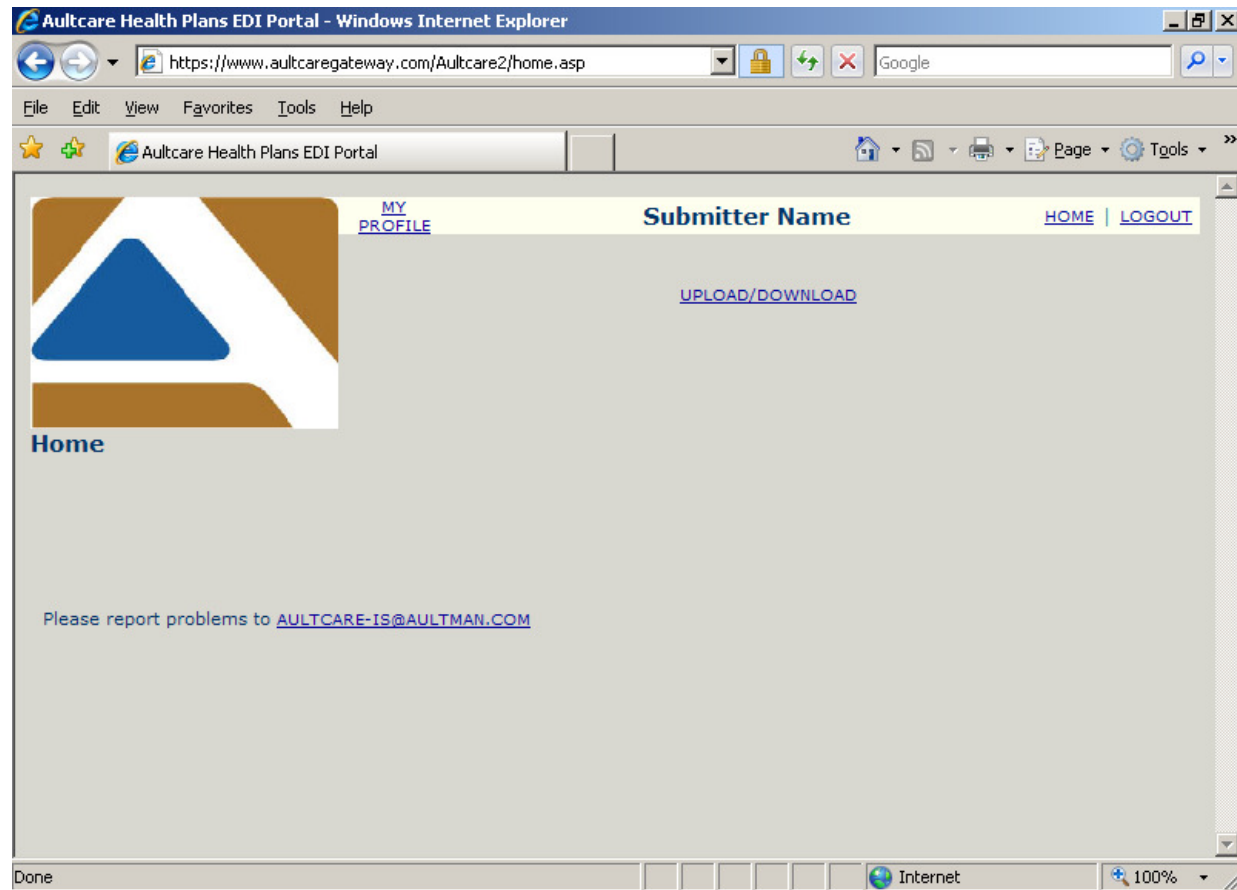 Aultcare Health Plans EDI Portal - Windows Internet Explorer
https://www.aultcaregateway.com/Aultcare2/home.asp Google
File Edit View Favorites Tools Help
Aultcare Health Plans EDI Portal Page Tools »
MY
PROFILE
Submitter Name
HOME | LOGOUT
UPLOAD/DOWNLOAD
Home
Please report problems to AULTCARE-IS@AULTMAN.COM
Done Internet 100%